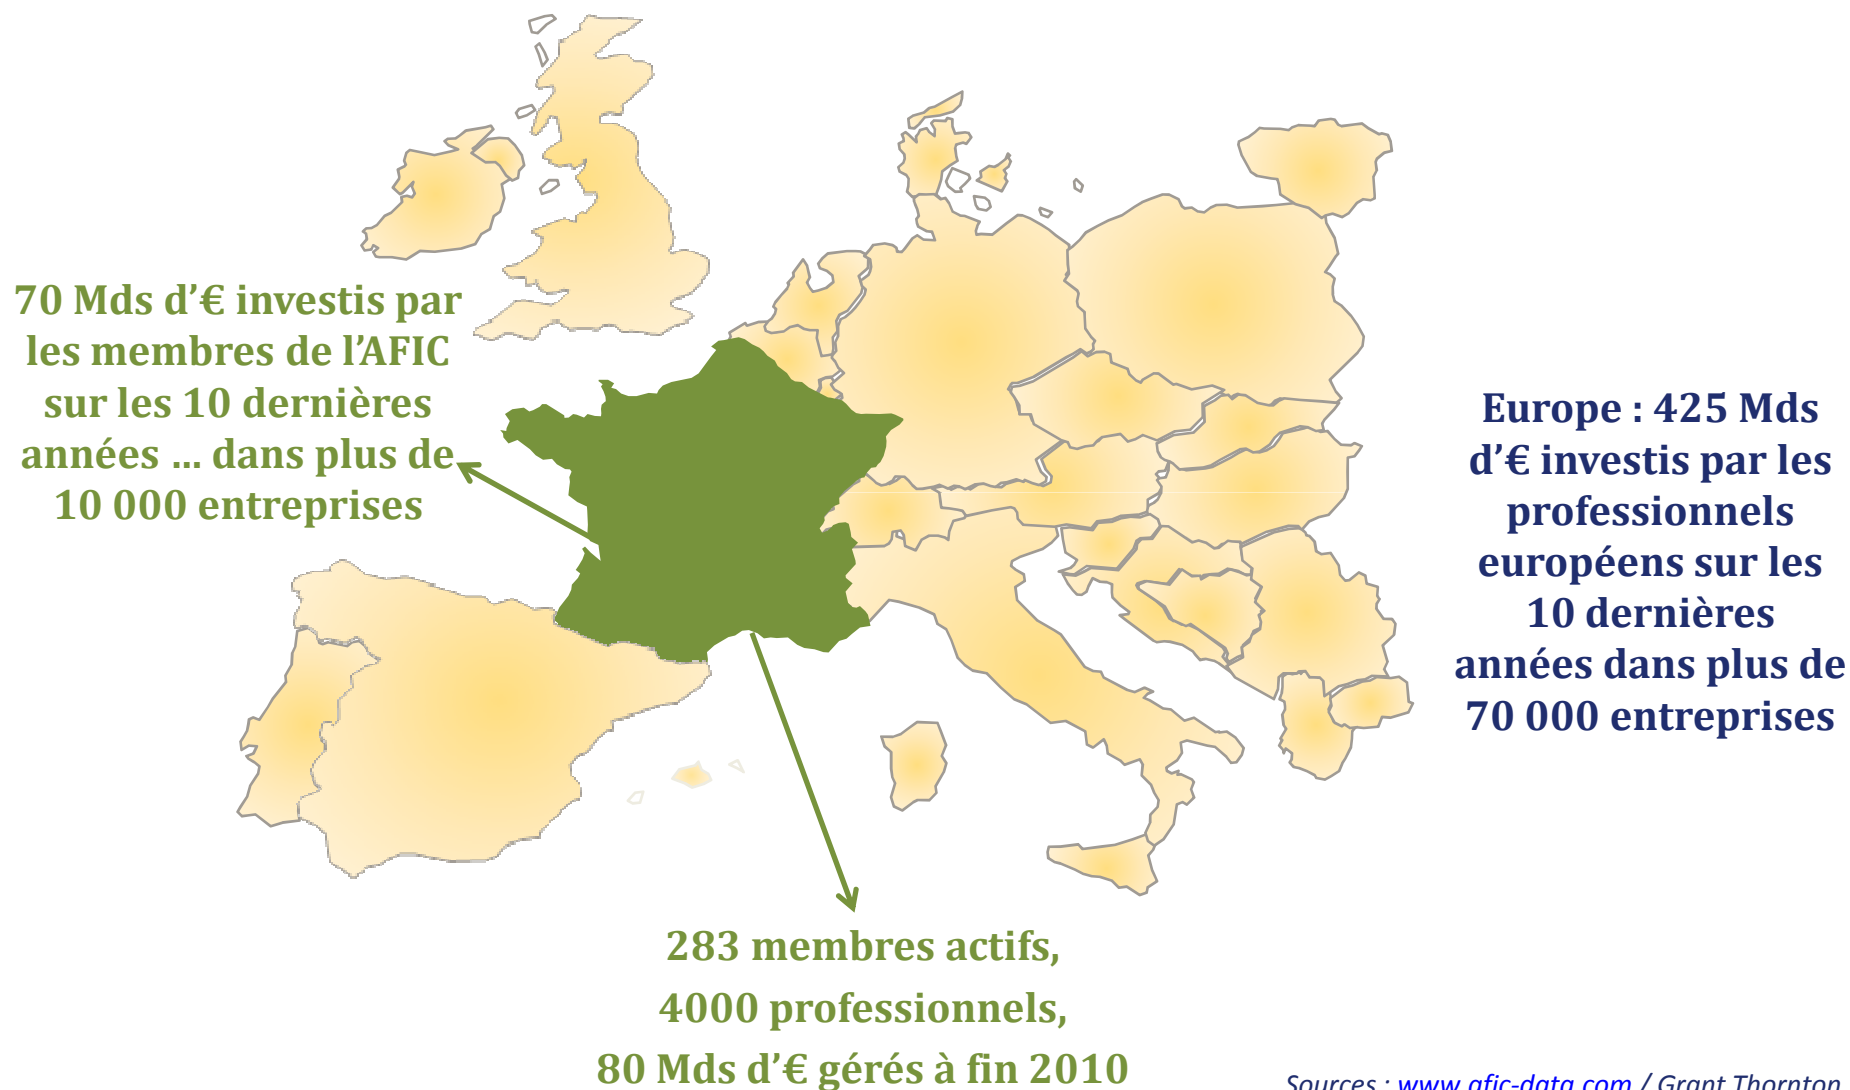 70 Mds d'€ investis par
les membres de l'AFIC
sur les 10 dernières
années ... dans plus de
10 000 entreprises
Europe : 425 Mds
d'€ investis par les
professionnels
européens sur les
10 dernières
années dans plus de
70 000 entreprises
283 membres actifs,
4000 professionnels,
80 Mds d'€ gérés à fin 2010
Sources : www.afic-data.com / Grant Thornton